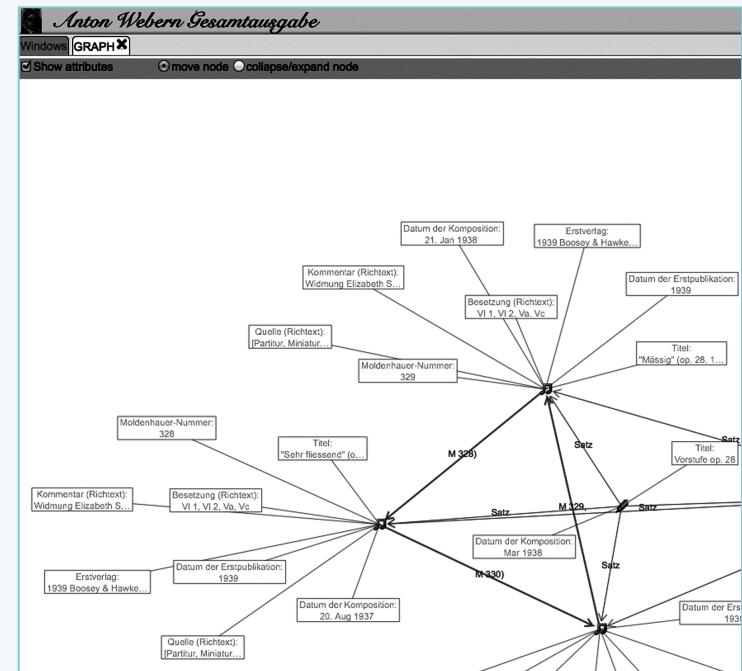 Anton Webern Gesamtausgabe
Windows GRAPH
Show attributes move node collapse/expand node
Datum der Komposition:
21. Jan 1938
Erstverlag:
1939 Boosey & Hawke...
Kommentar (Richtext):
Widmung Elizabeth S...
Datum der Erstpublikation:
1939
Besetzung (Richtext):
Vl 1, Vl 2, Va. Vc
Quelle (Richtext):
[Partitur, Miniatur...
Titel:
"Mässig" (op. 28, 1...
Moldenhauer-Nummer:
329
Moldenhauer-Nummer:
328
Titel:
"Sehr fliessend" (o...
M 328)
Satz
Satz
Titel:
Vorstufe op. 28
Kommentar (Richtext):
Widmung Elizabeth S...
Besetzung (Richtext):
Vl 1, Vl 2, Va, Vc
Satz
M 329,
Satz
Datum der Komposition:
Mar 1938
Erstverlag:
1939 Boosey & Hawke...
Datum der Erstpublikation:
1939
M 330)
Satz
Datum der Komposition:
20. Aug 1937
Datum der Ers
193
Quelle (Richtext):
[Partitur, Miniatur...